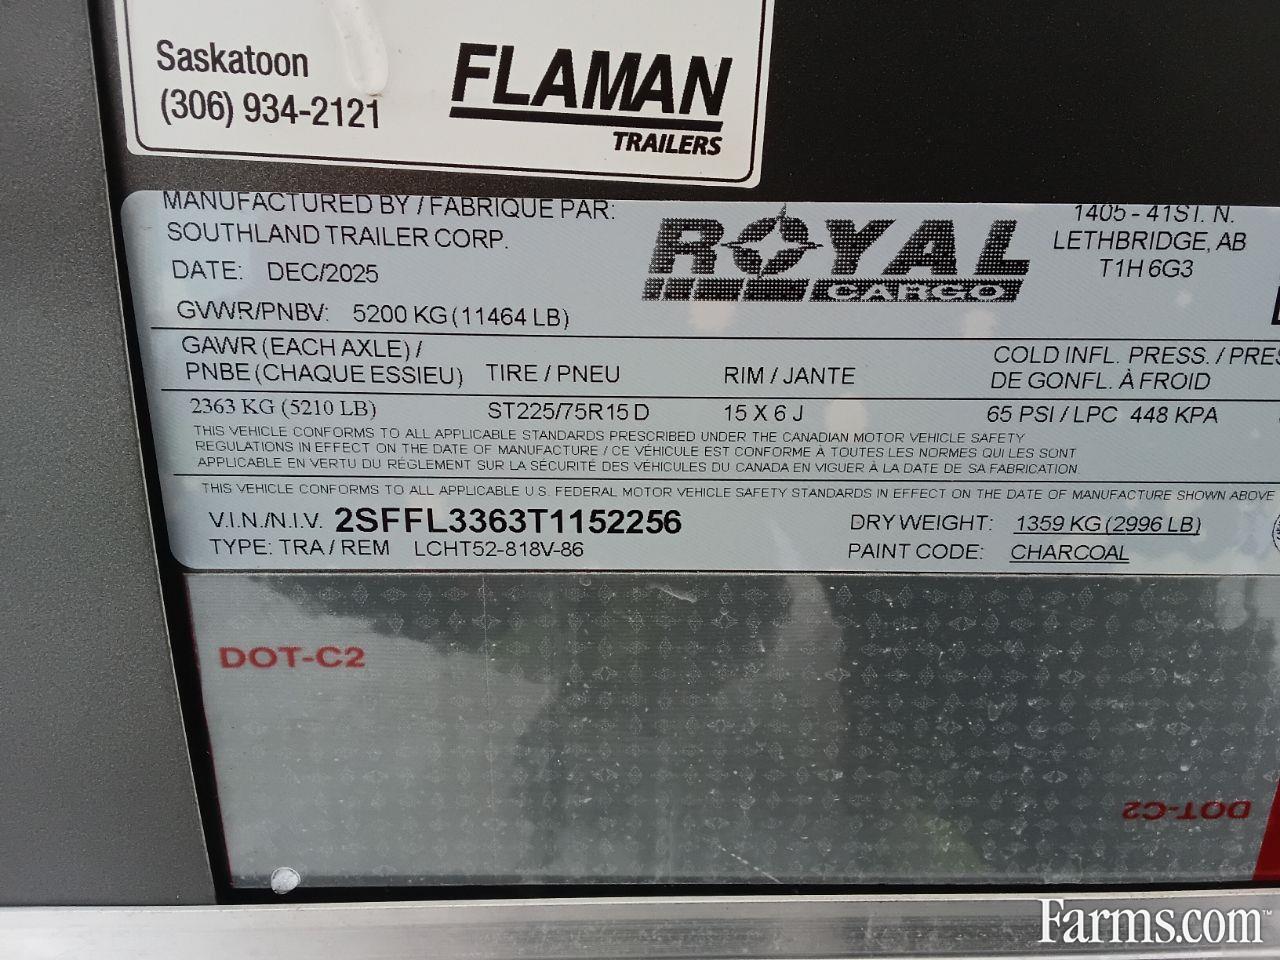 Saskatoon
(306) 934-2121
FLAMAN
TRAILERS
MANUFACTURED BY / FABRIQUE PAR:
SOUTHLAND TRAILER CORP.
ROYAL
CARGO
1405 - 41ST. N.
LETHBRIDGE, AB
T1H 6G3
DATE: DEC/2025
GVWR/PNBV: 5200 KG (11464 LB)
GAWR (EACH AXLE) /
PNBE (CHAQUE ESSIEU) TIRE / PNEU RIM / JANTE
COLD INFL. PRESS. / PRES
DE GONFL. À FROID
2363 KG (5210 LB) ST225/75R15 D 15 X 6 J 65 PSI / LPC 448 KPA
THIS VEHICLE CONFORMS TO ALL APPLICABLE STANDARDS PRESCRIBED UNDER THE CANADIAN MOTOR VEHICLE SAFETY
REGULATIONS IN EFFECT ON THE DATE OF MANUFACTURE / CE VÉHICULE EST CONFORME À TOUTES LES NORMES QUI LES SONT
APPLICABLE EN VERTU DU RÉGLEMENT SUR LA SÉCURITÉ DES VÉHICULES DU CANADA EN VIGUER À LA DATE DE SA FABRICATION.
THIS VEHICLE CONFORMS TO ALL APPLICABLE U.S. FEDERAL MOTOR VEHICLE SAFETY STANDARDS IN EFFECT ON THE DATE OF MANUFACTURE SHOWN ABOVE
V.I.N./N.I.V. 2SFFL3363T1152256 DRY WEIGHT: 1359 KG (2996 LB)
TYPE: TRA / REM LCHT52-818V-86 PAINT CODE: CHARCOAL
DOT-C2
DOT-C2
Farms.com™